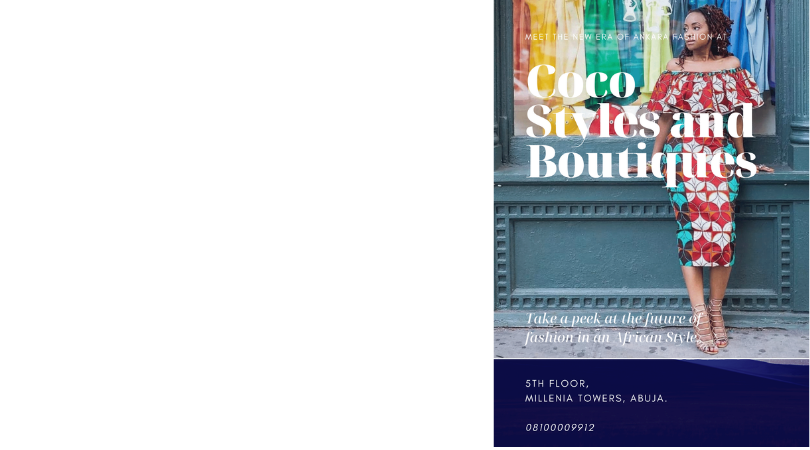 MEET THE NEW ERA OF ANKARA FASHION AT
Coco
Styles and
Boutiques
Take a peek at the future of
fashion in an African Style.
5TH FLOOR,
MILLENIA TOWERS, ABUJA.
08100009912